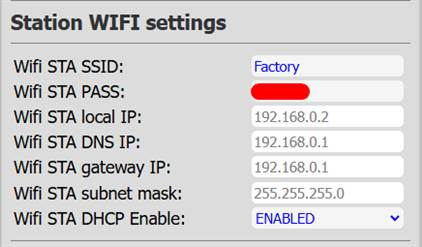 Station WIFI settings
Wifi STA SSID: Factory
Wifi STA PASS:
Wifi STA local IP: 192.168.0.2
Wifi STA DNS IP: 192.168.0.1
Wifi STA gateway IP: 192.168.0.1
Wifi STA subnet mask: 255.255.255.0
Wifi STA DHCP Enable: ENABLED